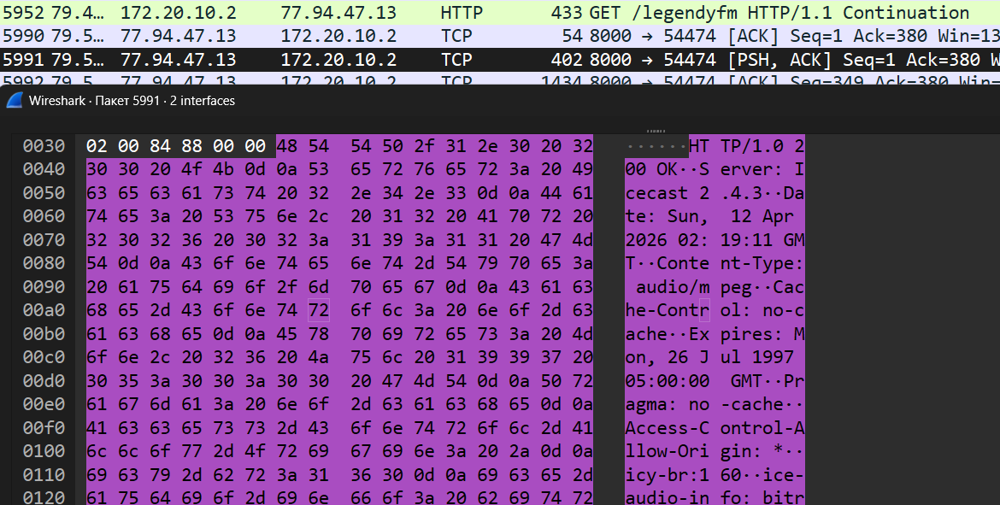 5952 79.4… 172.20.10.2 77.94.47.13 HTTP 433 GET /legendyfm HTTP/1.1 Continuation
5990 79.5… 77.94.47.13 172.20.10.2 TCP 54 8000 → 54474 [ACK] Seq=1 Ack=380 Win=13
5991 79.5… 77.94.47.13 172.20.10.2 TCP 402 8000 → 54474 [PSH, ACK] Seq=1 Ack=380 W
5992 79.5 77.94.47.13 172.20.10.2 TCP 1434 8000 → 54474 [ACK] Seq=349 Ack=380 Win=
Wireshark · Пакет 5991 · 2 interfaces
0030 02 00 84 88 00 00 48 54 54 50 2f 31 2e 30 20 32 ······HT TP/1.0 2
0040 30 30 20 4f 4b 0d 0a 53 65 72 76 65 72 3a 20 49 00 OK··S erver: I
0050 63 65 63 61 73 74 20 32 2e 34 2e 33 0d 0a 44 61 cecast 2 .4.3··Da
0060 74 65 3a 20 53 75 6e 2c 20 31 32 20 41 70 72 20 te: Sun, 12 Apr
0070 32 30 32 36 20 30 32 3a 31 39 3a 31 31 20 47 4d 2026 02: 19:11 GM
0080 54 0d 0a 43 6f 6e 74 65 6e 74 2d 54 79 70 65 3a T··Conte nt-Type:
0090 20 61 75 64 69 6f 2f 6d 70 65 67 0d 0a 43 61 63 audio/m peg··Cac
00a0 68 65 2d 43 6f 6e 74 72 6f 6c 3a 20 6e 6f 2d 63 he-Contr ol: no-c
00b0 61 63 68 65 0d 0a 45 78 70 69 72 65 73 3a 20 4d ache··Ex pires: M
00c0 6f 6e 2c 20 32 36 20 4a 75 6c 20 31 39 39 37 20 on, 26 J ul 1997
00d0 30 35 3a 30 30 3a 30 30 20 47 4d 54 0d 0a 50 72 05:00:00 GMT··Pr
00e0 61 67 6d 61 3a 20 6e 6f 2d 63 61 63 68 65 0d 0a agma: no -cache··
00f0 41 63 63 65 73 73 2d 43 6f 6e 74 72 6f 6c 2d 41 Access-C ontrol-A
0100 6c 6c 6f 77 2d 4f 72 69 67 69 6e 3a 20 2a 0d 0a llow-Ori gin: *··
0110 69 63 79 2d 62 72 3a 31 36 30 0d 0a 69 63 65 2d icy-br:1 60··ice-
0120 61 75 64 69 6f 2d 69 6e 66 6f 3a 20 62 69 74 72 audio-in fo: bitr